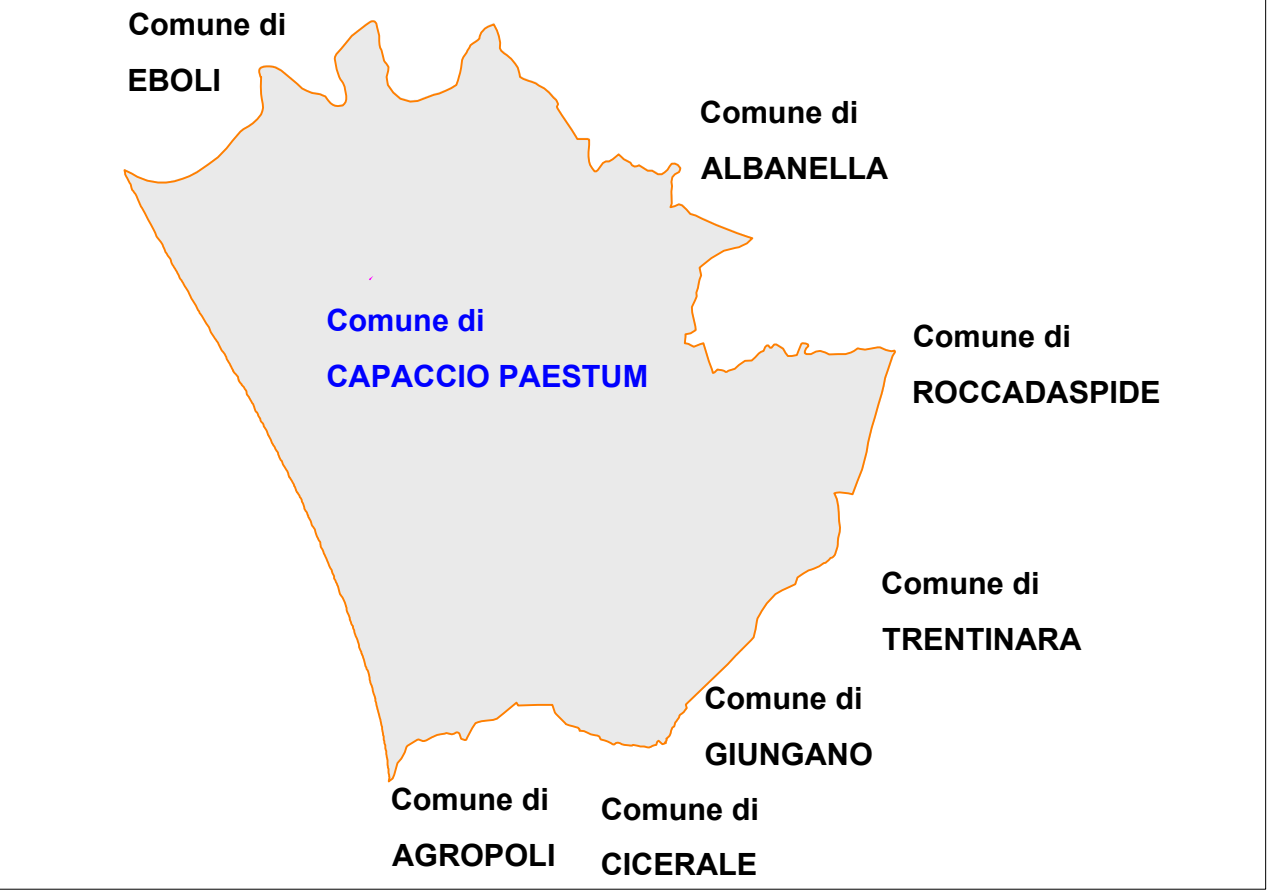 Comune di
EBOLI
Comune di
ALBANELLA
Comune di
CAPACCIO PAESTUM
Comune di
ROCCADASPIDE
Comune di
TRENTINARA
Comune di
GIUNGANO
Comune di
AGROPOLI
Comune di
CICERALE